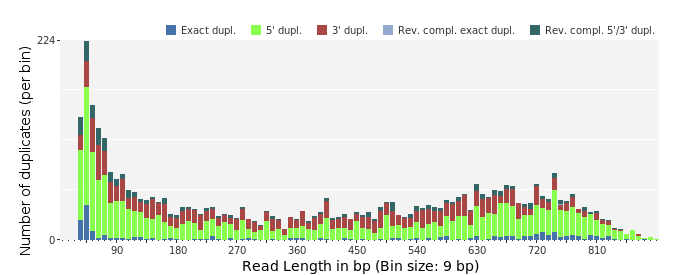 Exact dupl. 5' dupl. 3' dupl. Rev. compl. exact dupl. Rev. compl. 5'/3' dupl.
224
Number of duplicates (per bin)
0
90 180 270 360 450 540 630 720 810
Read Length in bp (Bin size: 9 bp)